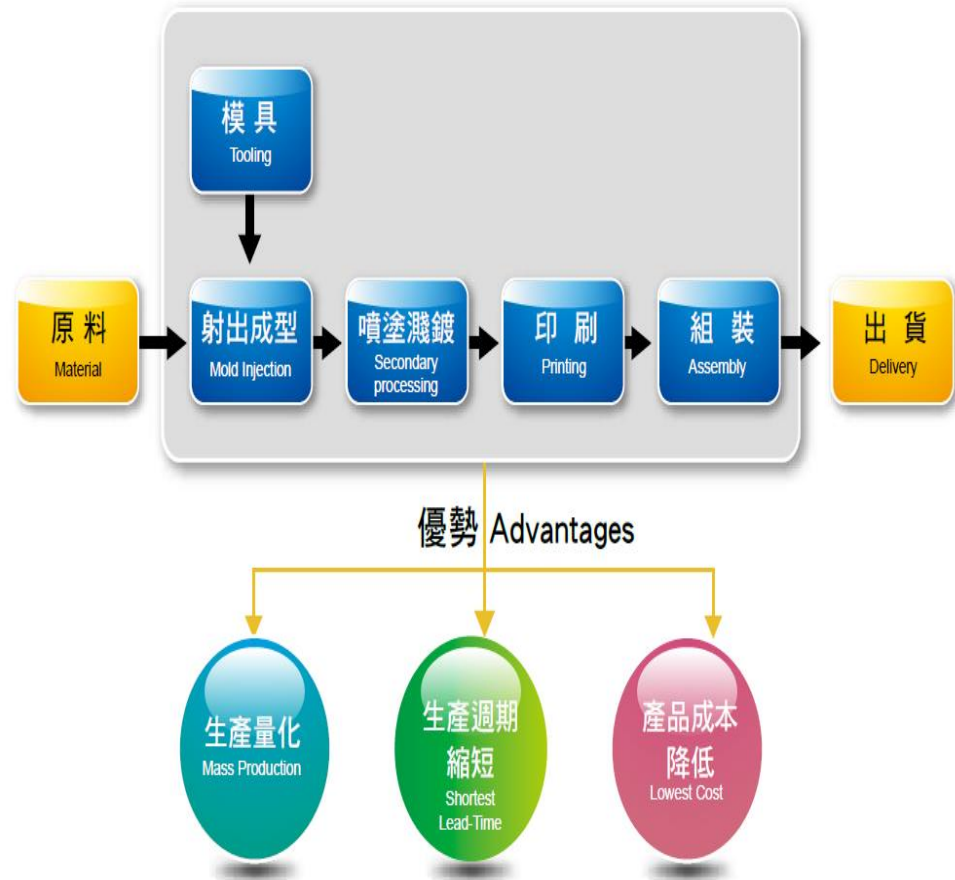 模具
Tooling
原料
Material
射出成型
Mold Injection
噴塗濺鍍
Secondary
processing
印刷
Printing
組裝
Assembly
出貨
Delivery
優勢 Advantages
生產量化
Mass Production
生產週期
縮短
Shortest
Lead-Time
產品成本
降低
Lowest Cost